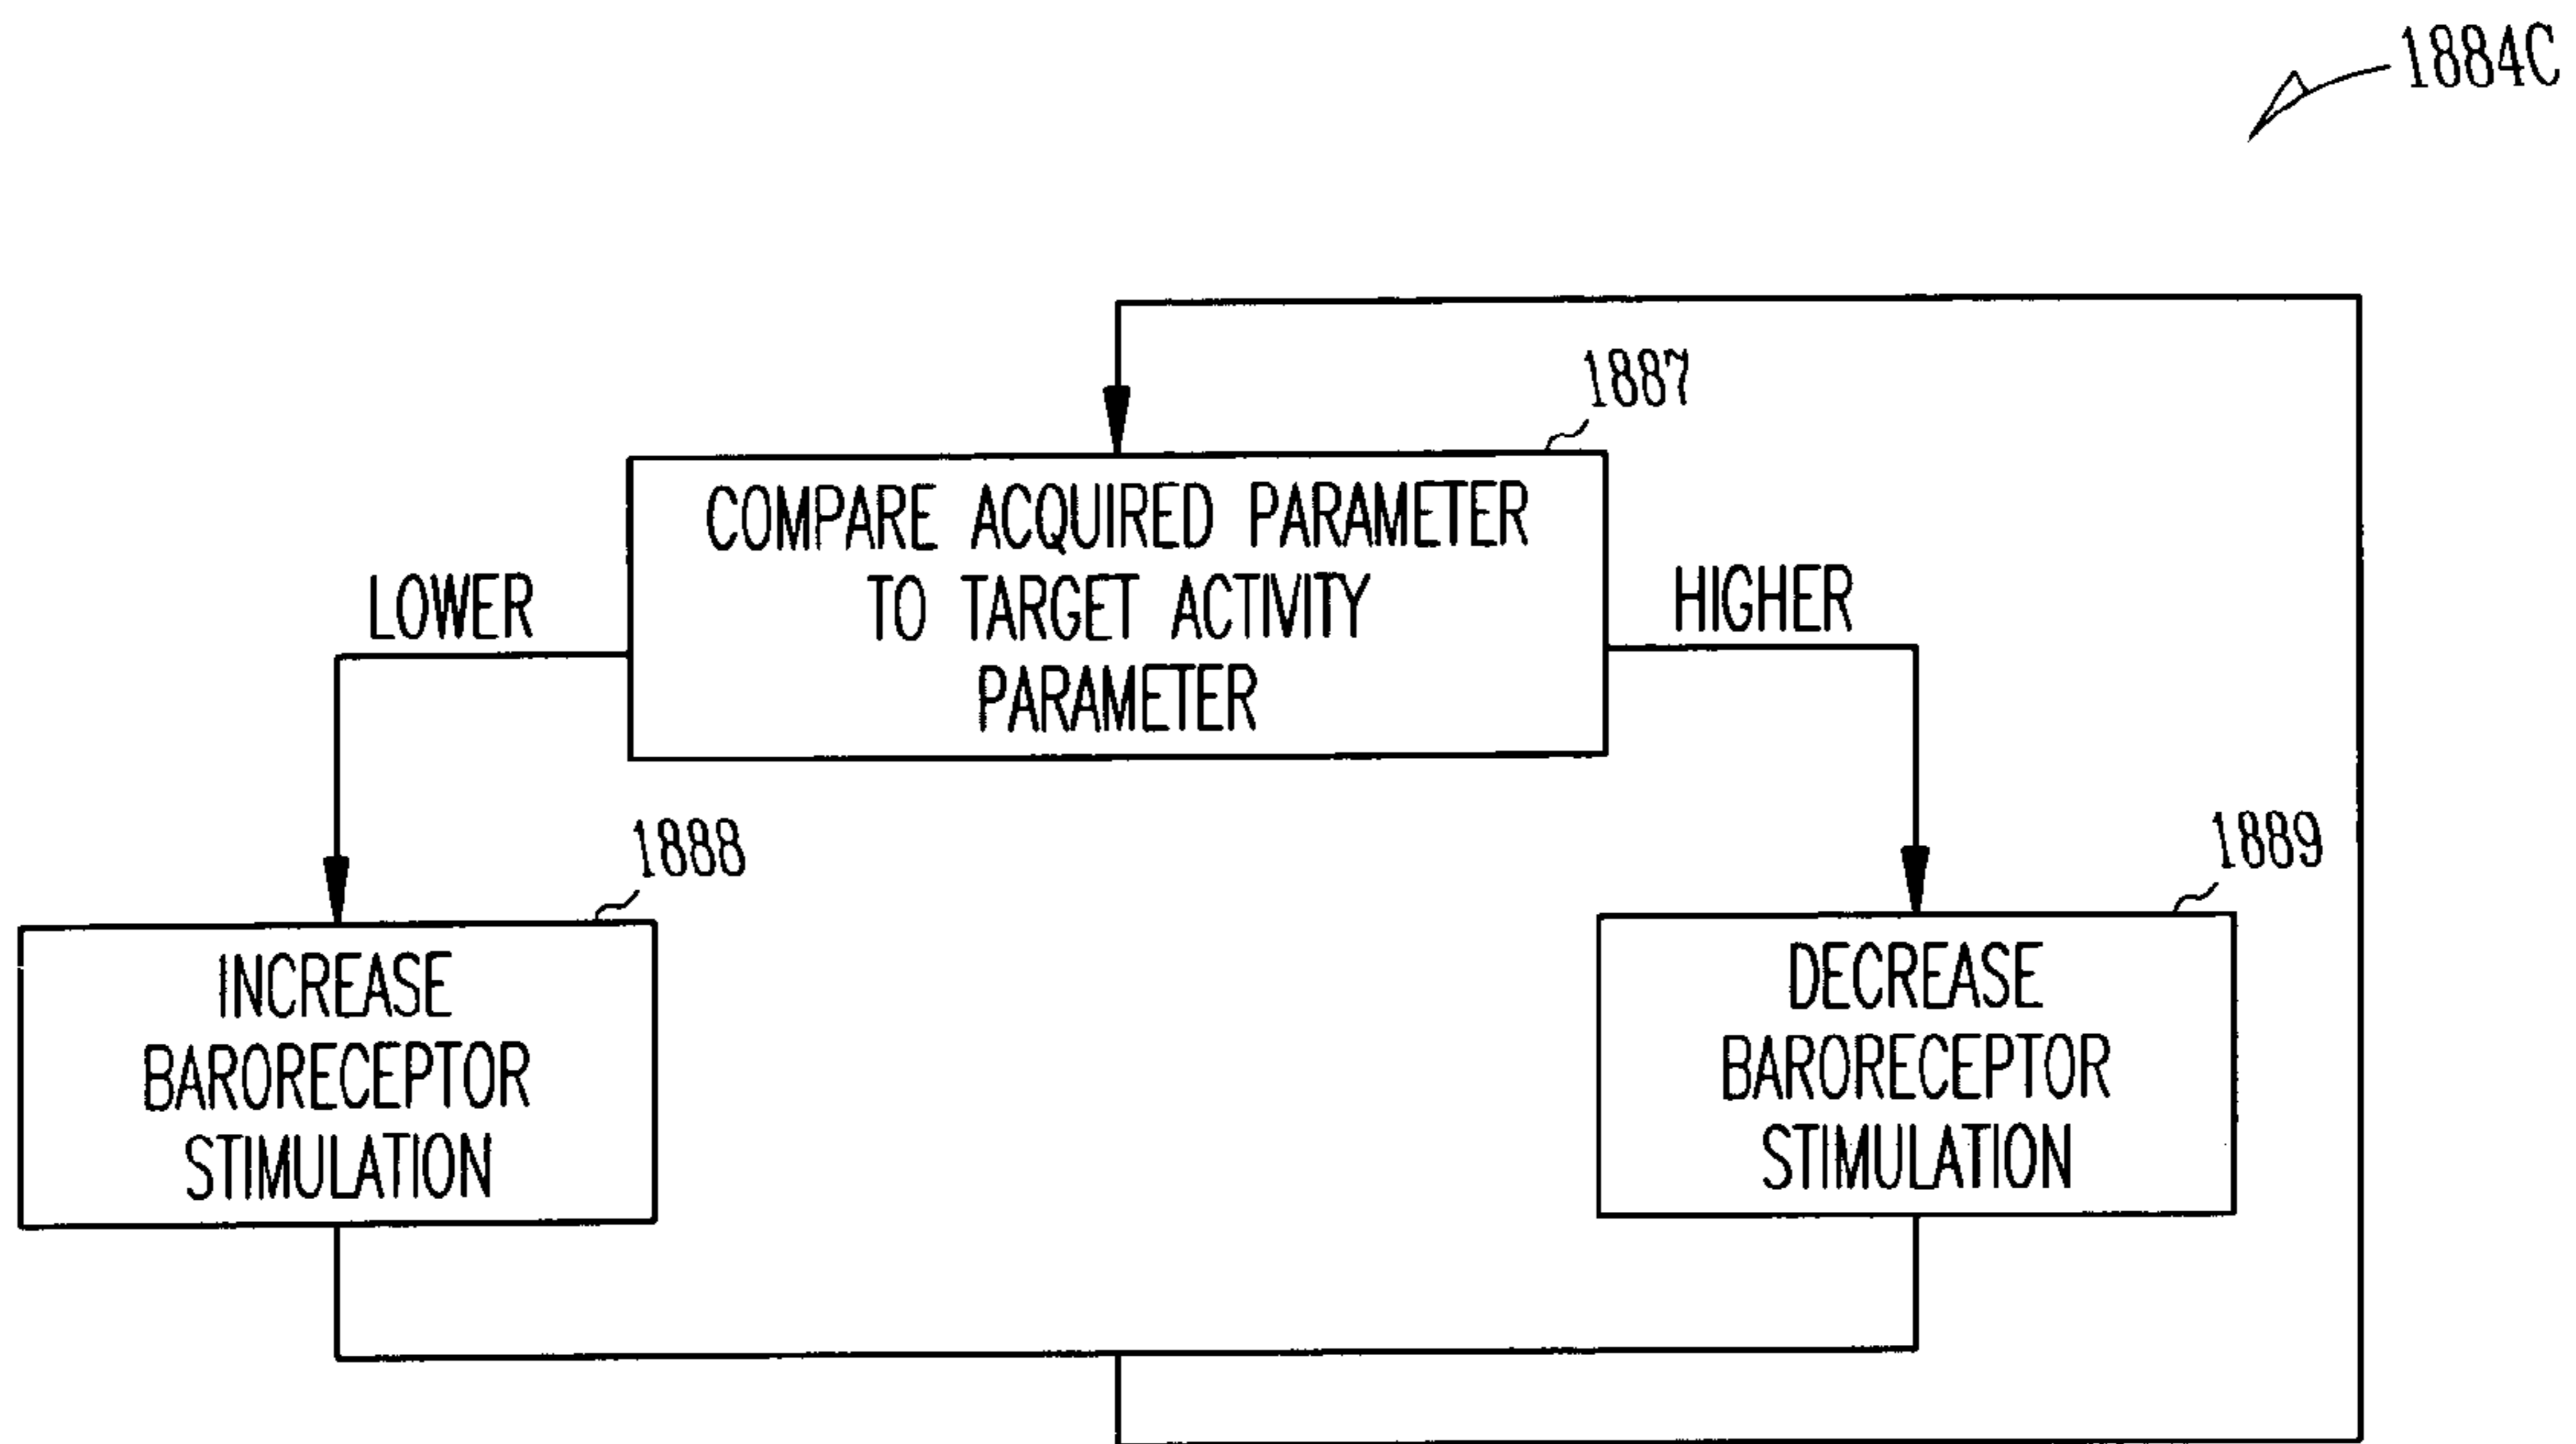 1884C
1887
COMPARE ACQUIRED PARAMETER
TO TARGET ACTIVITY
PARAMETER
LOWER
HIGHER
1888
INCREASE
BARORECEPTOR
STIMULATION
1889
DECREASE
BARORECEPTOR
STIMULATION